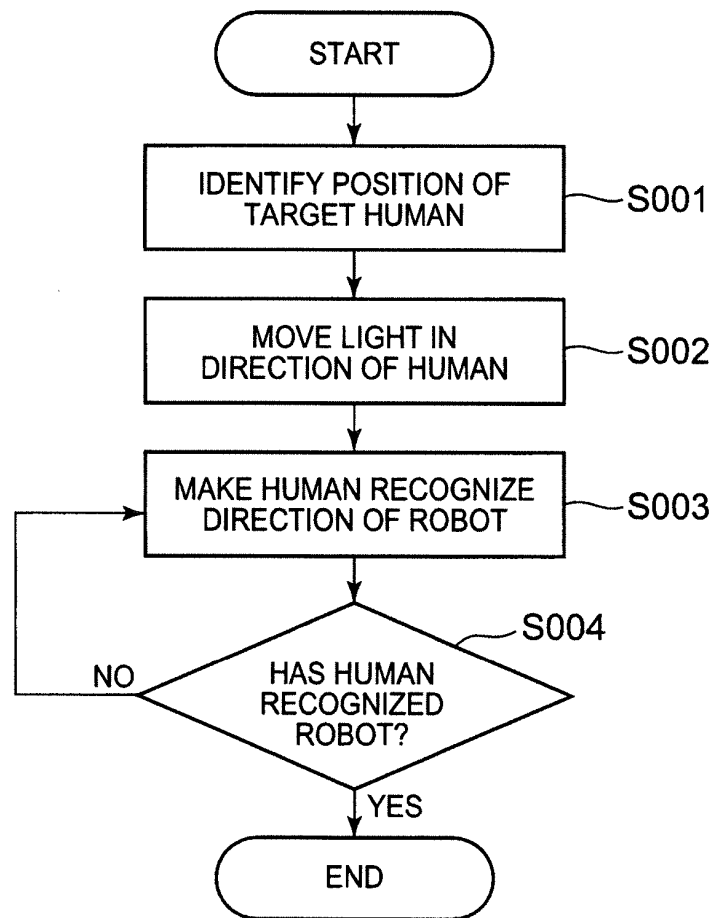 START
IDENTIFY POSITION OF
TARGET HUMAN
S001
MOVE LIGHT IN
DIRECTION OF HUMAN
S002
MAKE HUMAN RECOGNIZE
DIRECTION OF ROBOT
S003
S004
HAS HUMAN
RECOGNIZED
ROBOT?
NO
YES
END